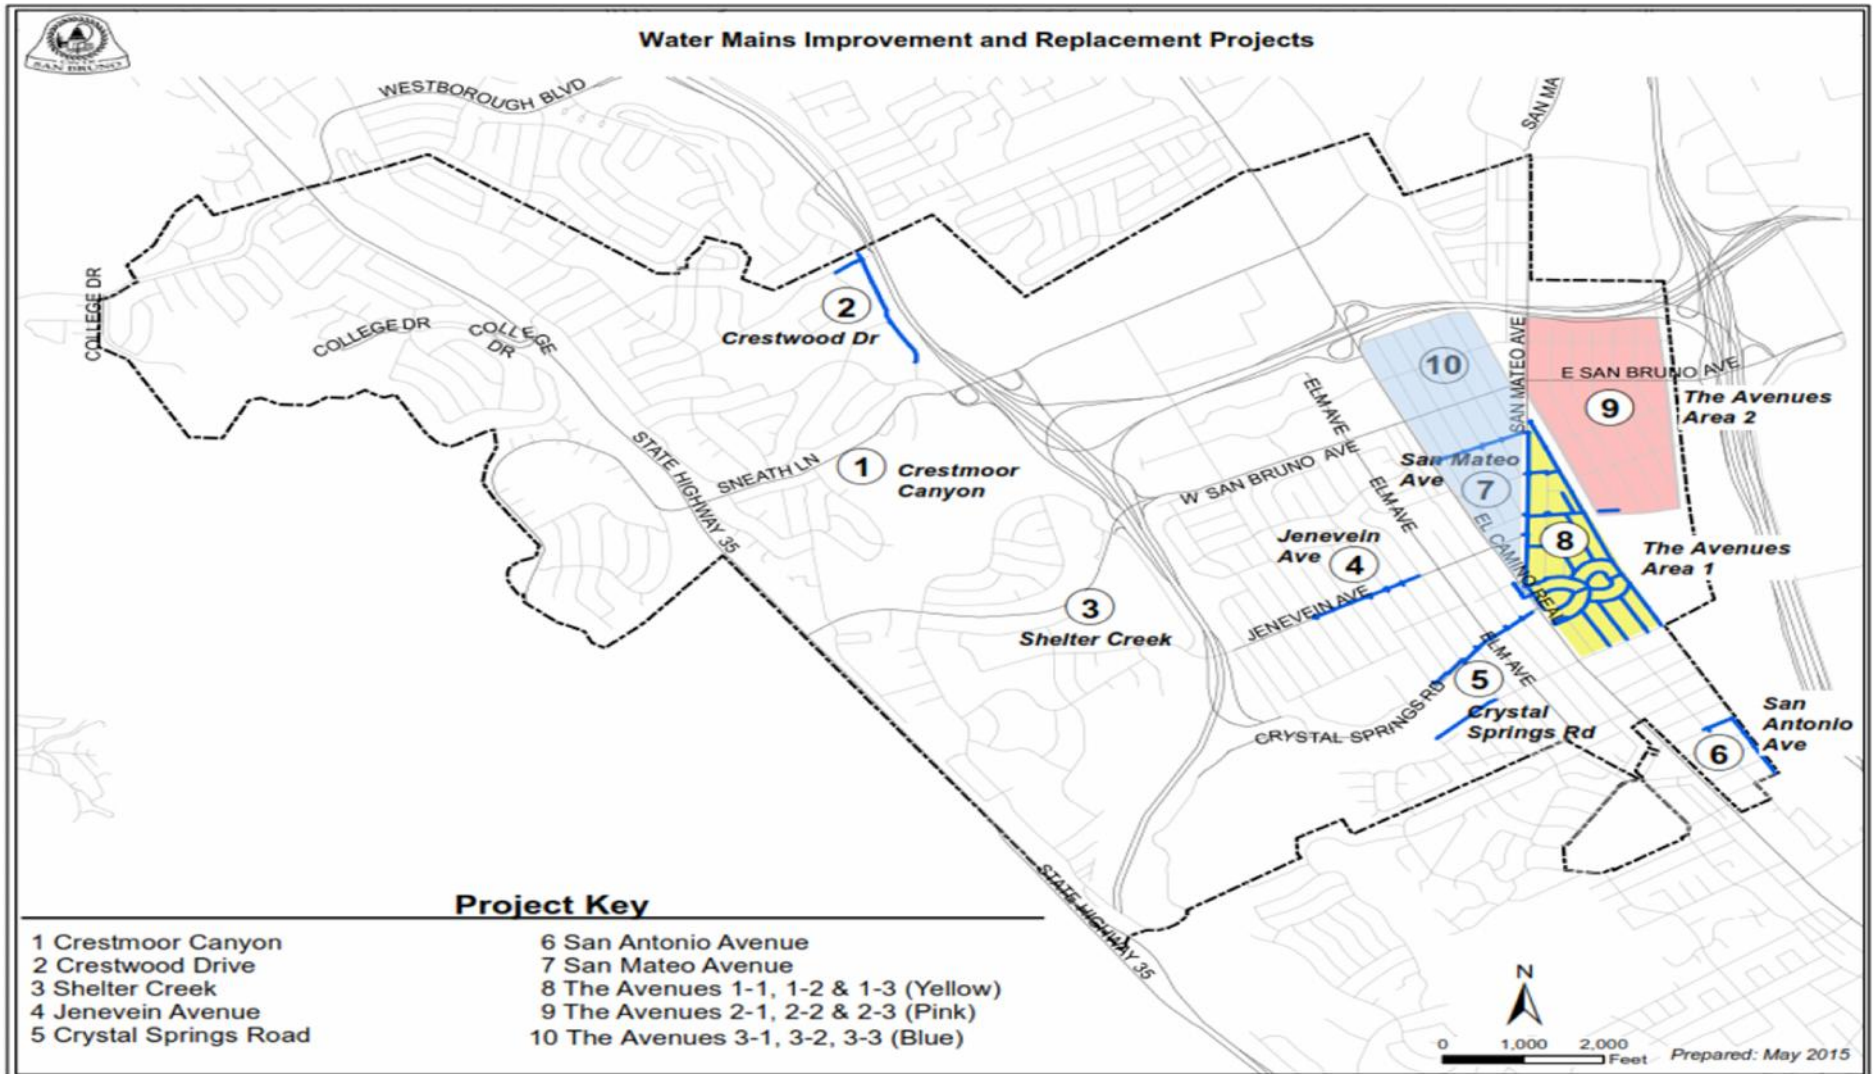 Water Mains Improvement and Replacement Projects
SAN BRUNO
WESTBOROUGH BLVD
SAN MA
COLLEGE DR
COLLEGE DR
COLLEGE
DR
2
Crestwood Dr
10
SAN MATEO AVE
E SAN BRUNO AVE
9
The Avenues
Area 2
ELM AVE
STATE HIGHWAY 35
SNEATH LN
1
Crestmoor
Canyon
W SAN BRUNO AVE
San Mateo
Ave
7
ELM AVE
EL CAMINO REAL
Jenevein
Ave
4
8
The Avenues
Area 1
3
Shelter Creek
JENEVEIN AVE
ELM AVE
5
Crystal
Springs Rd
CRYSTAL SPRINGS RD
San
Antonio
Ave
6
STATE HIGHWAY 35
Project Key
1 Crestmoor Canyon
2 Crestwood Drive
3 Shelter Creek
4 Jenevein Avenue
5 Crystal Springs Road
6 San Antonio Avenue
7 San Mateo Avenue
8 The Avenues 1-1, 1-2 & 1-3 (Yellow)
9 The Avenues 2-1, 2-2 & 2-3 (Pink)
10 The Avenues 3-1, 3-2, 3-3 (Blue)
N
0 1,000 2,000
Feet
Prepared: May 2015